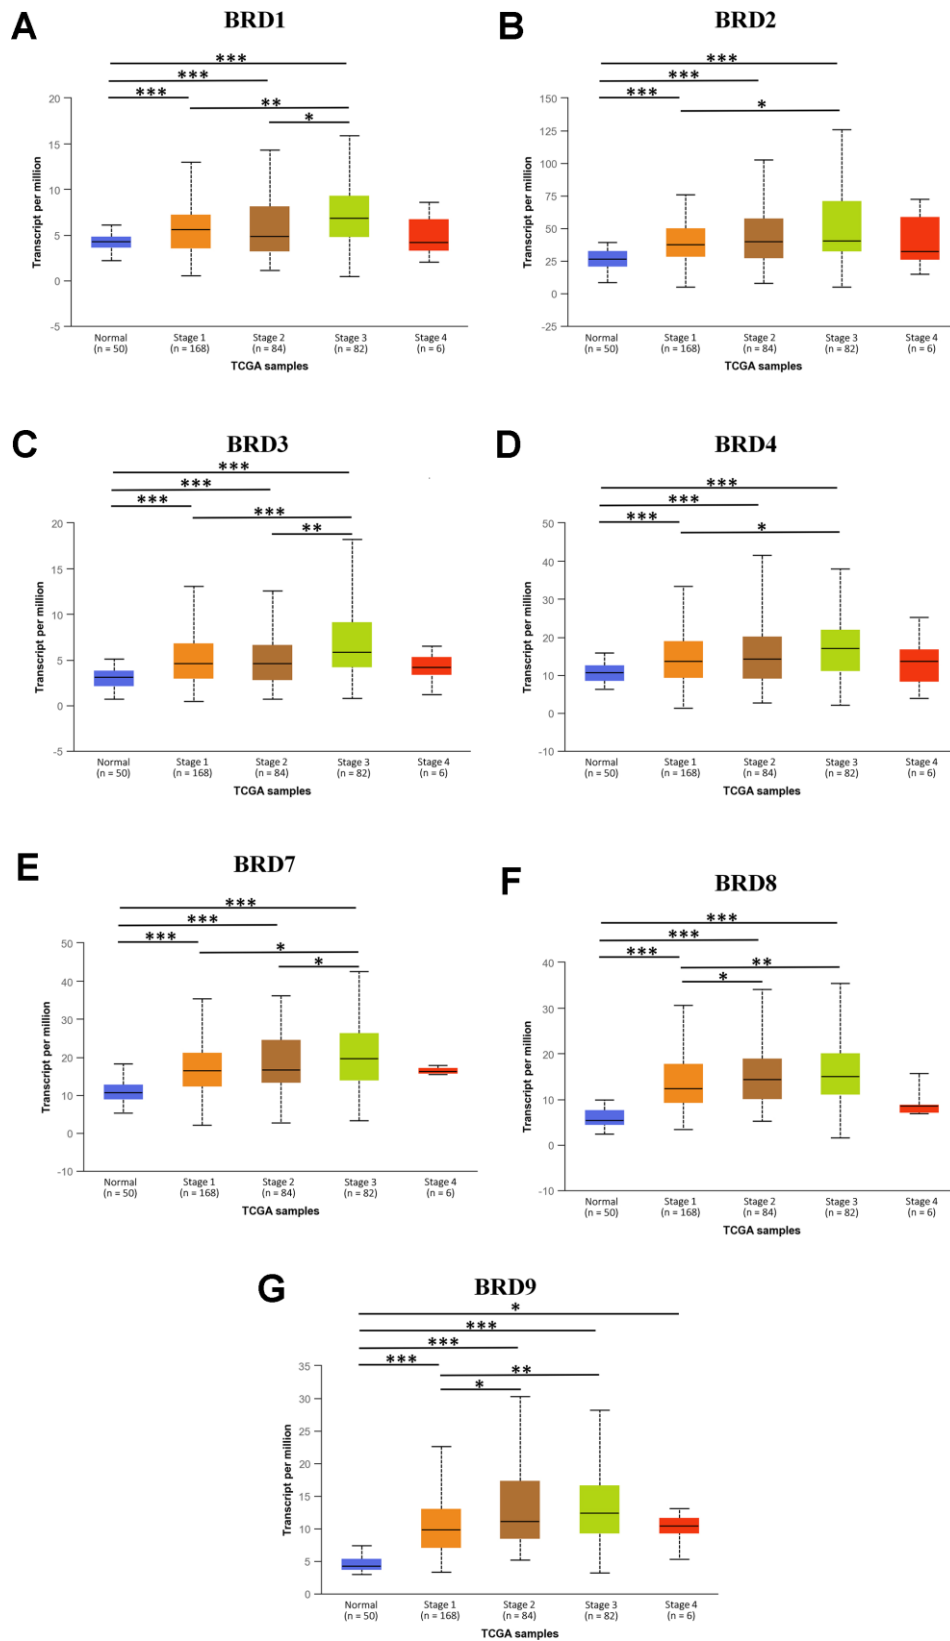 A
BRD1
***
***
***
**
*
20
15
10
5
0
-5
Transcript per million
Normal
(n = 50)
Stage 1
(n = 168)
Stage 2
(n = 84)
Stage 3
(n = 82)
Stage 4
(n = 6)
TCGA samples
B
BRD2
***
***
***
*
150
125
100
75
50
25
0
-25
Transcript per million
Normal
(n = 50)
Stage 1
(n = 168)
Stage 2
(n = 84)
Stage 3
(n = 82)
Stage 4
(n = 6)
TCGA samples
C
BRD3
***
***
***
***
**
20
15
10
5
0
-5
Transcript per million
Normal
(n = 50)
Stage 1
(n = 168)
Stage 2
(n = 84)
Stage 3
(n = 82)
Stage 4
(n = 6)
TCGA samples
D
BRD4
***
***
***
*
50
40
30
20
10
0
-10
Transcript per million
Normal
(n = 50)
Stage 1
(n = 168)
Stage 2
(n = 84)
Stage 3
(n = 82)
Stage 4
(n = 6)
TCGA samples
E
BRD7
***
***
***
*
*
50
40
30
20
10
0
-10
Transcript per million
Normal
(n = 50)
Stage 1
(n = 168)
Stage 2
(n = 84)
Stage 3
(n = 82)
Stage 4
(n = 6)
TCGA samples
F
BRD8
***
***
***
**
*
40
30
20
10
0
-10
Transcript per million
Normal
(n = 50)
Stage 1
(n = 168)
Stage 2
(n = 84)
Stage 3
(n = 82)
Stage 4
(n = 6)
TCGA samples
G
BRD9
*
***
***
***
**
*
35
30
25
20
15
10
5
0
Transcript per million
Normal
(n = 50)
Stage 1
(n = 168)
Stage 2
(n = 84)
Stage 3
(n = 82)
Stage 4
(n = 6)
TCGA samples